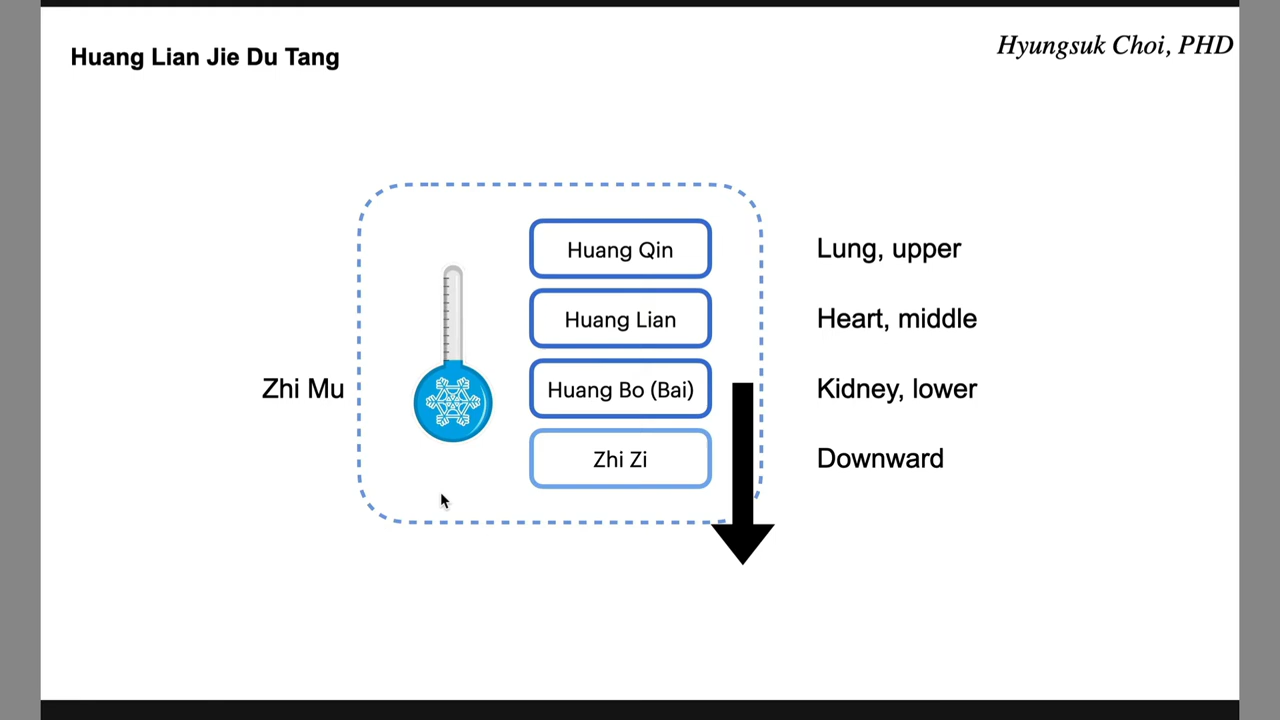 Huang Lian Jie Du Tang
Hyungsuk Choi, PHD
Huang Qin
Lung, upper
Huang Lian
Heart, middle
Zhi Mu
Huang Bo (Bai)
Kidney, lower
Zhi Zi
Downward